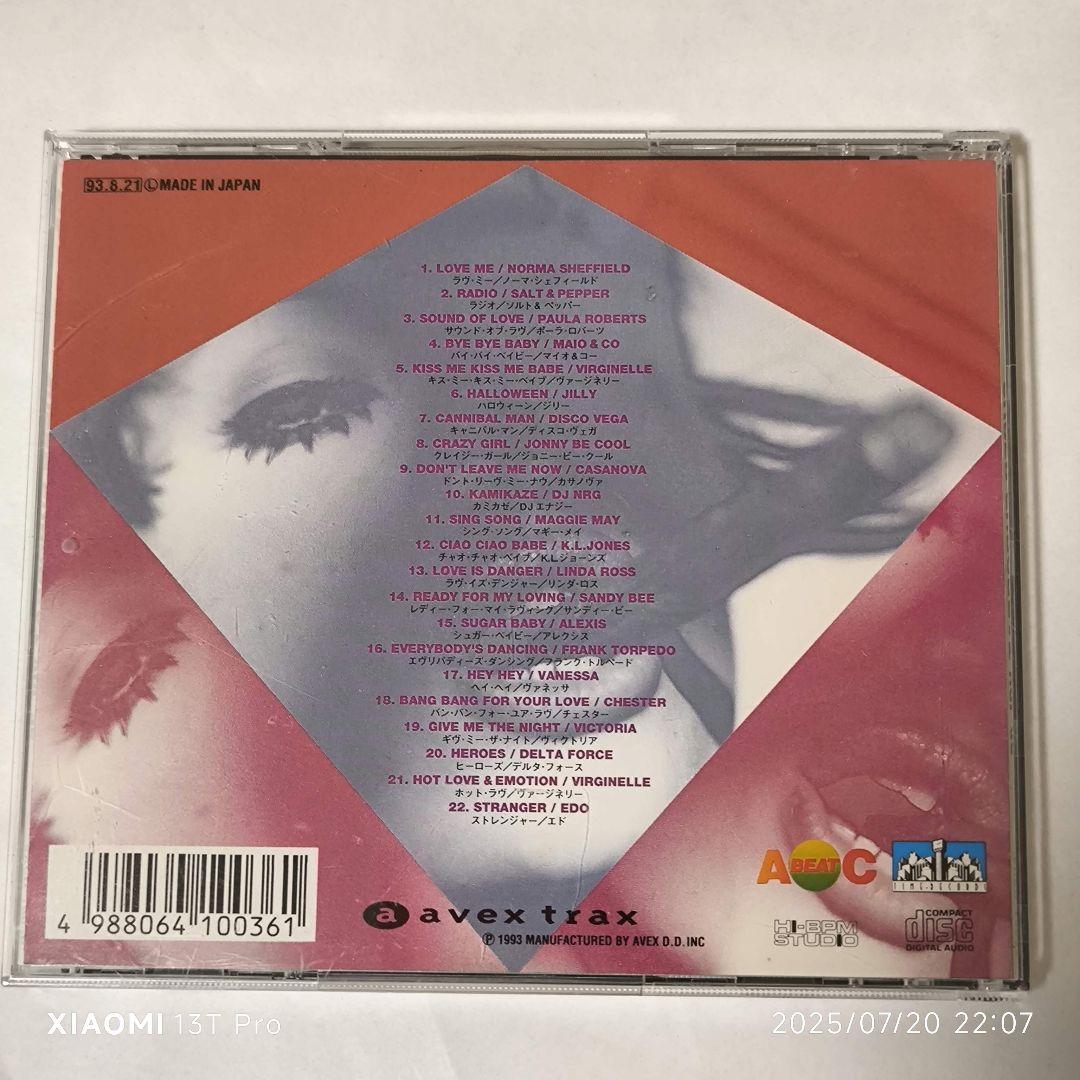 93.8.21ⓁMADE IN JAPAN
1. LOVE ME / NORMA SHEFFIELD
ラヴ・ミー／ノーマ・シェフィールド
2. RADIO / SALT & PEPPER
ラジオ／ソルト＆ペッパー
3. SOUND OF LOVE / PAULA ROBERTS
サウンド・オブ・ラヴ／ポーラ・ロバーツ
4. BYE BYE BABY / MAIO & CO
バイ・バイ・ベイビー／マイオ＆コー
5. KISS ME KISS ME BABE / VIRGINELLE
キス・ミー・キス・ミー・ベイブ／ヴァージネリー
6. HALLOWEEN / JILLY
ハロウィーン／ジリー
7. CANNIBAL MAN / DISCO VEGA
キャニバル・マン／ディスコ・ヴェガ
8. CRAZY GIRL / JONNY BE COOL
クレイジー・ガール／ジョニー・ビー・クール
9. DON'T LEAVE ME NOW / CASANOVA
ドント・リーヴ・ミー・ナウ／カサノヴァ
10. KAMIKAZE / DJ NRG
カミカゼ／DJ エナジー
11. SING SONG / MAGGIE MAY
シング・ソング／マギー・メイ
12. CIAO CIAO BABE / K.L.JONES
チャオ・チャオ・ベイブ／K.L.ジョーンズ
13. LOVE IS DANGER / LINDA ROSS
ラヴ・イズ・デンジャー／リンダ・ロス
14. READY FOR MY LOVING / SANDY BEE
レディー・フォー・マイ・ラヴィング／サンディー・ビー
15. SUGAR BABY / ALEXIS
シュガー・ベイビー／アレクシス
16. EVERYBODY'S DANCING / FRANK TORPEDO
エヴリバディーズ・ダンシング／フランク・トルペード
17. HEY HEY / VANESSA
ヘイ・ヘイ／ヴァネッサ
18. BANG BANG FOR YOUR LOVE / CHESTER
バン・バン・フォー・ユア・ラヴ／チェスター
19. GIVE ME THE NIGHT / VICTORIA
ギヴ・ミー・ザ・ナイト／ヴィクトリア
20. HEROES / DELTA FORCE
ヒーローズ／デルタ・フォース
21. HOT LOVE & EMOTION / VIRGINELLE
ホット・ラヴ／ヴァージネリー
22. STRANGER / EDO
ストレンジャー／エド
A BEAT C
TIME RECORDS
4 988064 100361
a avex trax
Ⓟ 1993 MANUFACTURED BY AVEX D.D. INC
HI-BPM
STUDIO
COMPACT
disc
DIGITAL AUDIO
XIAOMI 13T Pro
2025/07/20 22:07